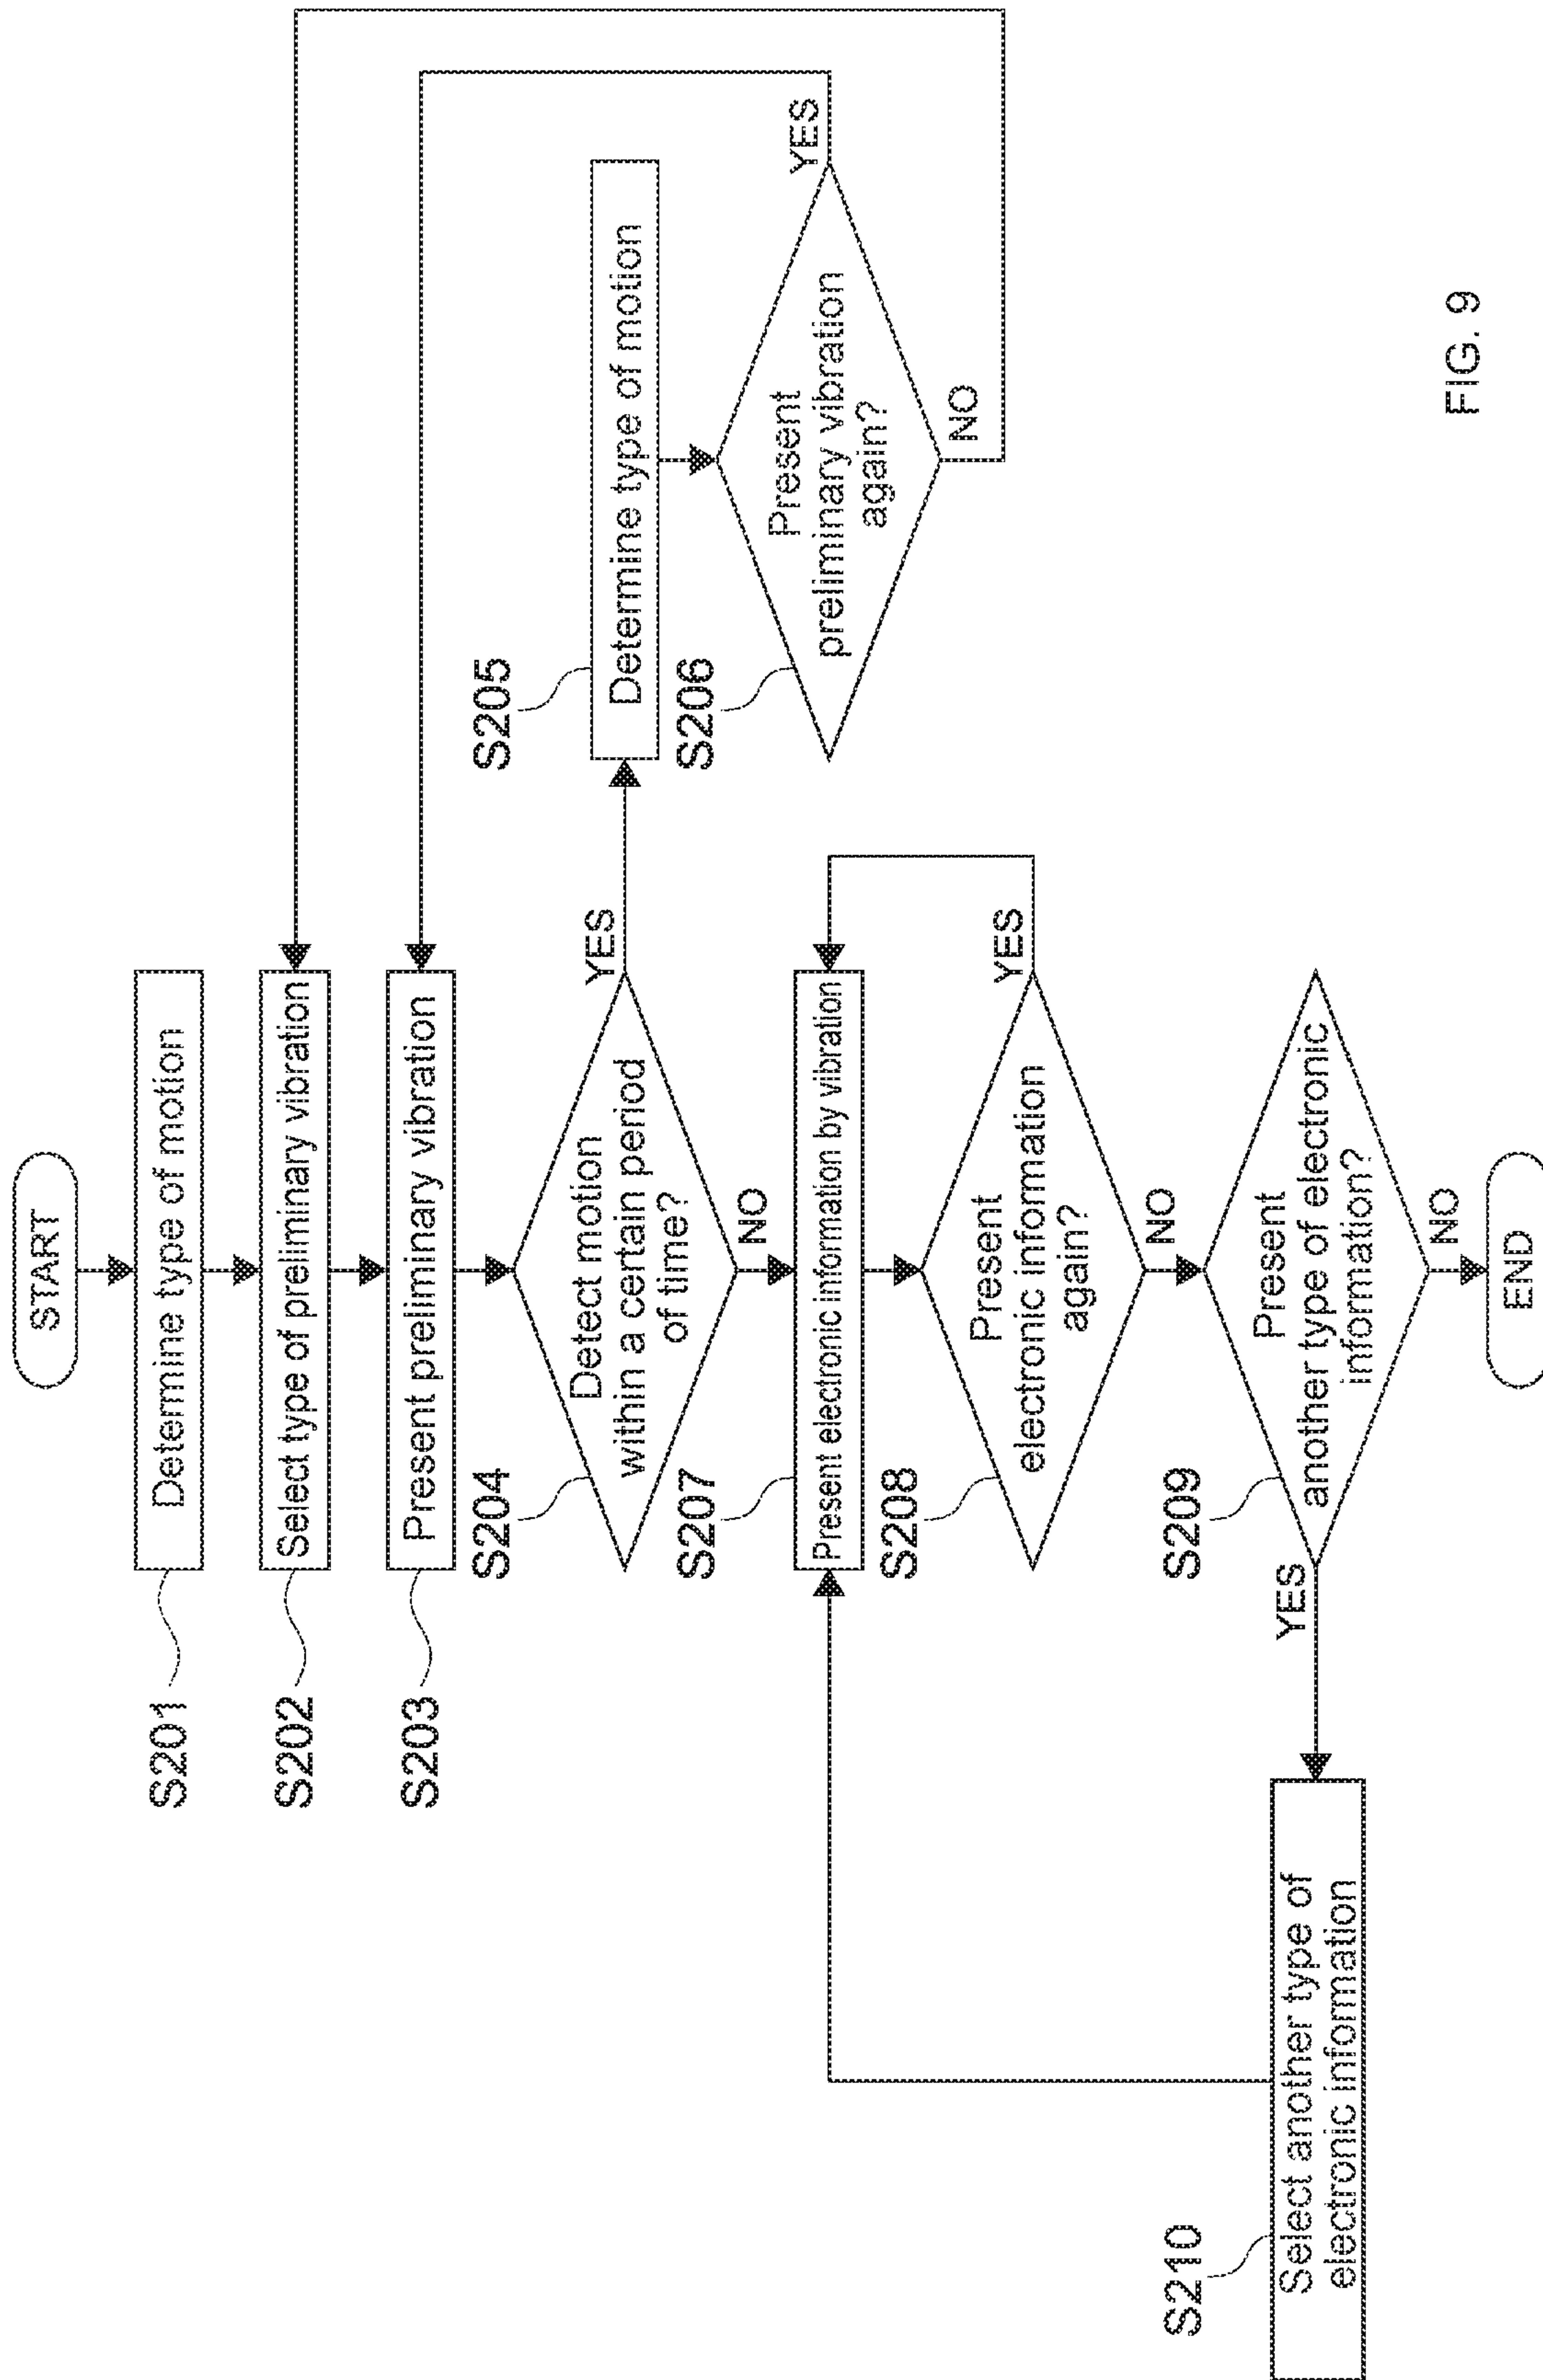 START
S201
Determine type of motion
S202
Select type of preliminary vibration
S203
Present preliminary vibration
S204
Detect motion
within a certain period
of time?
YES
NO
S205
Determine type of motion
S206
Present
preliminary vibration
again?
YES
NO
S207
Present electronic information by vibration
S208
Present
electronic information
again?
YES
NO
S209
Present
another type of electronic
information?
YES
NO
S210
Select another type of
electronic information
END
FIG. 9